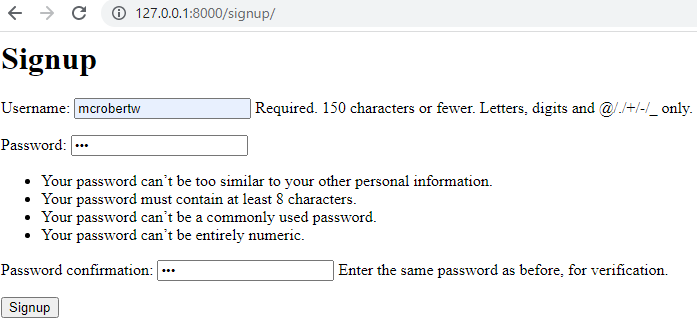 127.0.0.1:8000/signup/
Signup
Username: mcrobertw Required. 150 characters or fewer. Letters, digits and @/./+/-/_ only.
Password: •••
• Your password can’t be too similar to your other personal information.
• Your password must contain at least 8 characters.
• Your password can’t be a commonly used password.
• Your password can’t be entirely numeric.
Password confirmation: ••• Enter the same password as before, for verification.
Signup